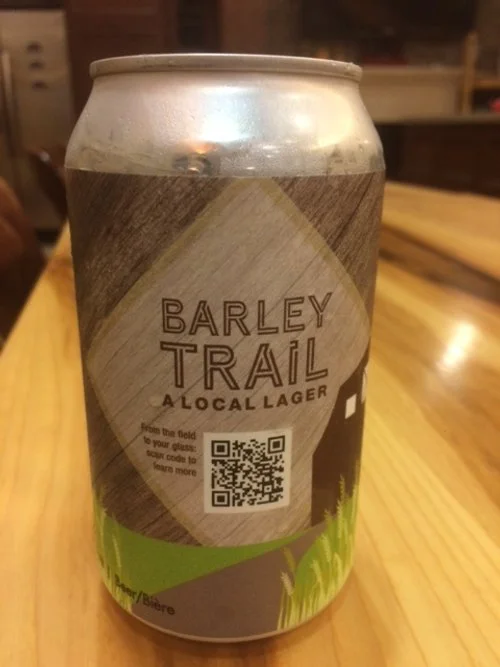 BARLEY
TRAiL
A LOCAL LAGER
From the field
to your glass:
scan code to
learn more
Beer/Bière